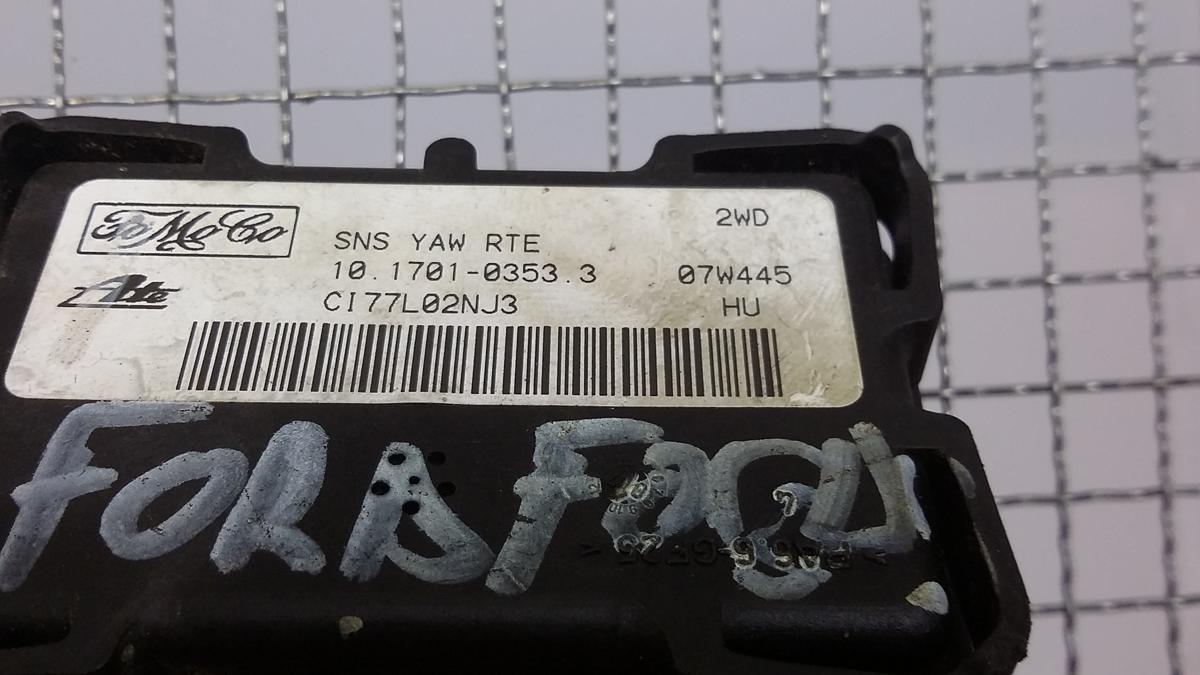 FoMoCo
2WD
SNS YAW RTE
10.1701-0353.3 07W445
Ate
CI77L02NJ3 HU
FORD FOCU